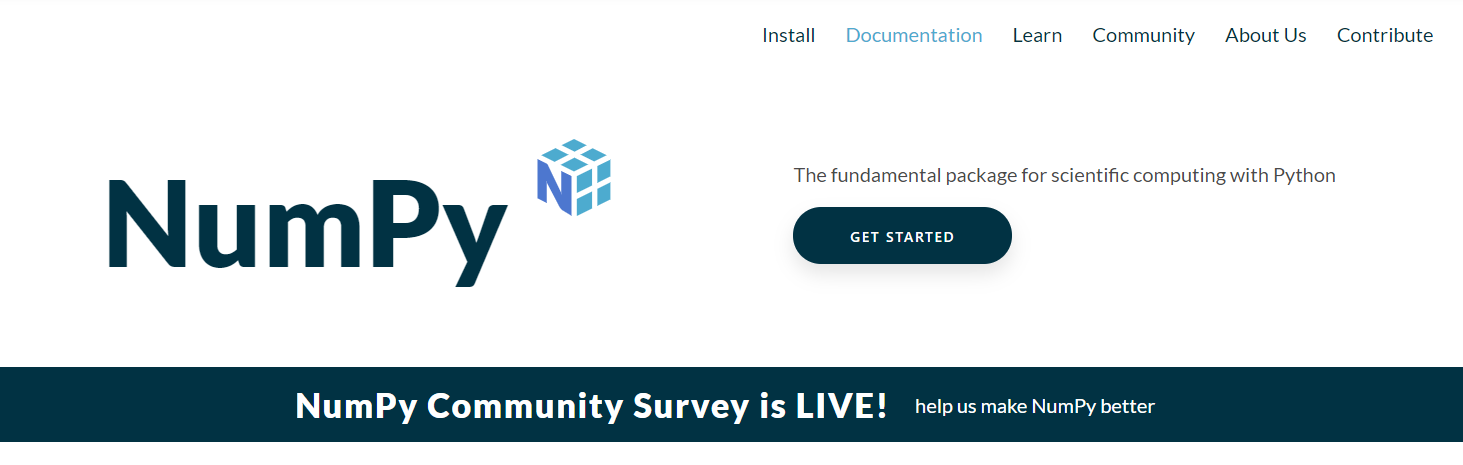 Install Documentation Learn Community About Us Contribute
NumPy
The fundamental package for scientific computing with Python
GET STARTED
NumPy Community Survey is LIVE! help us make NumPy better